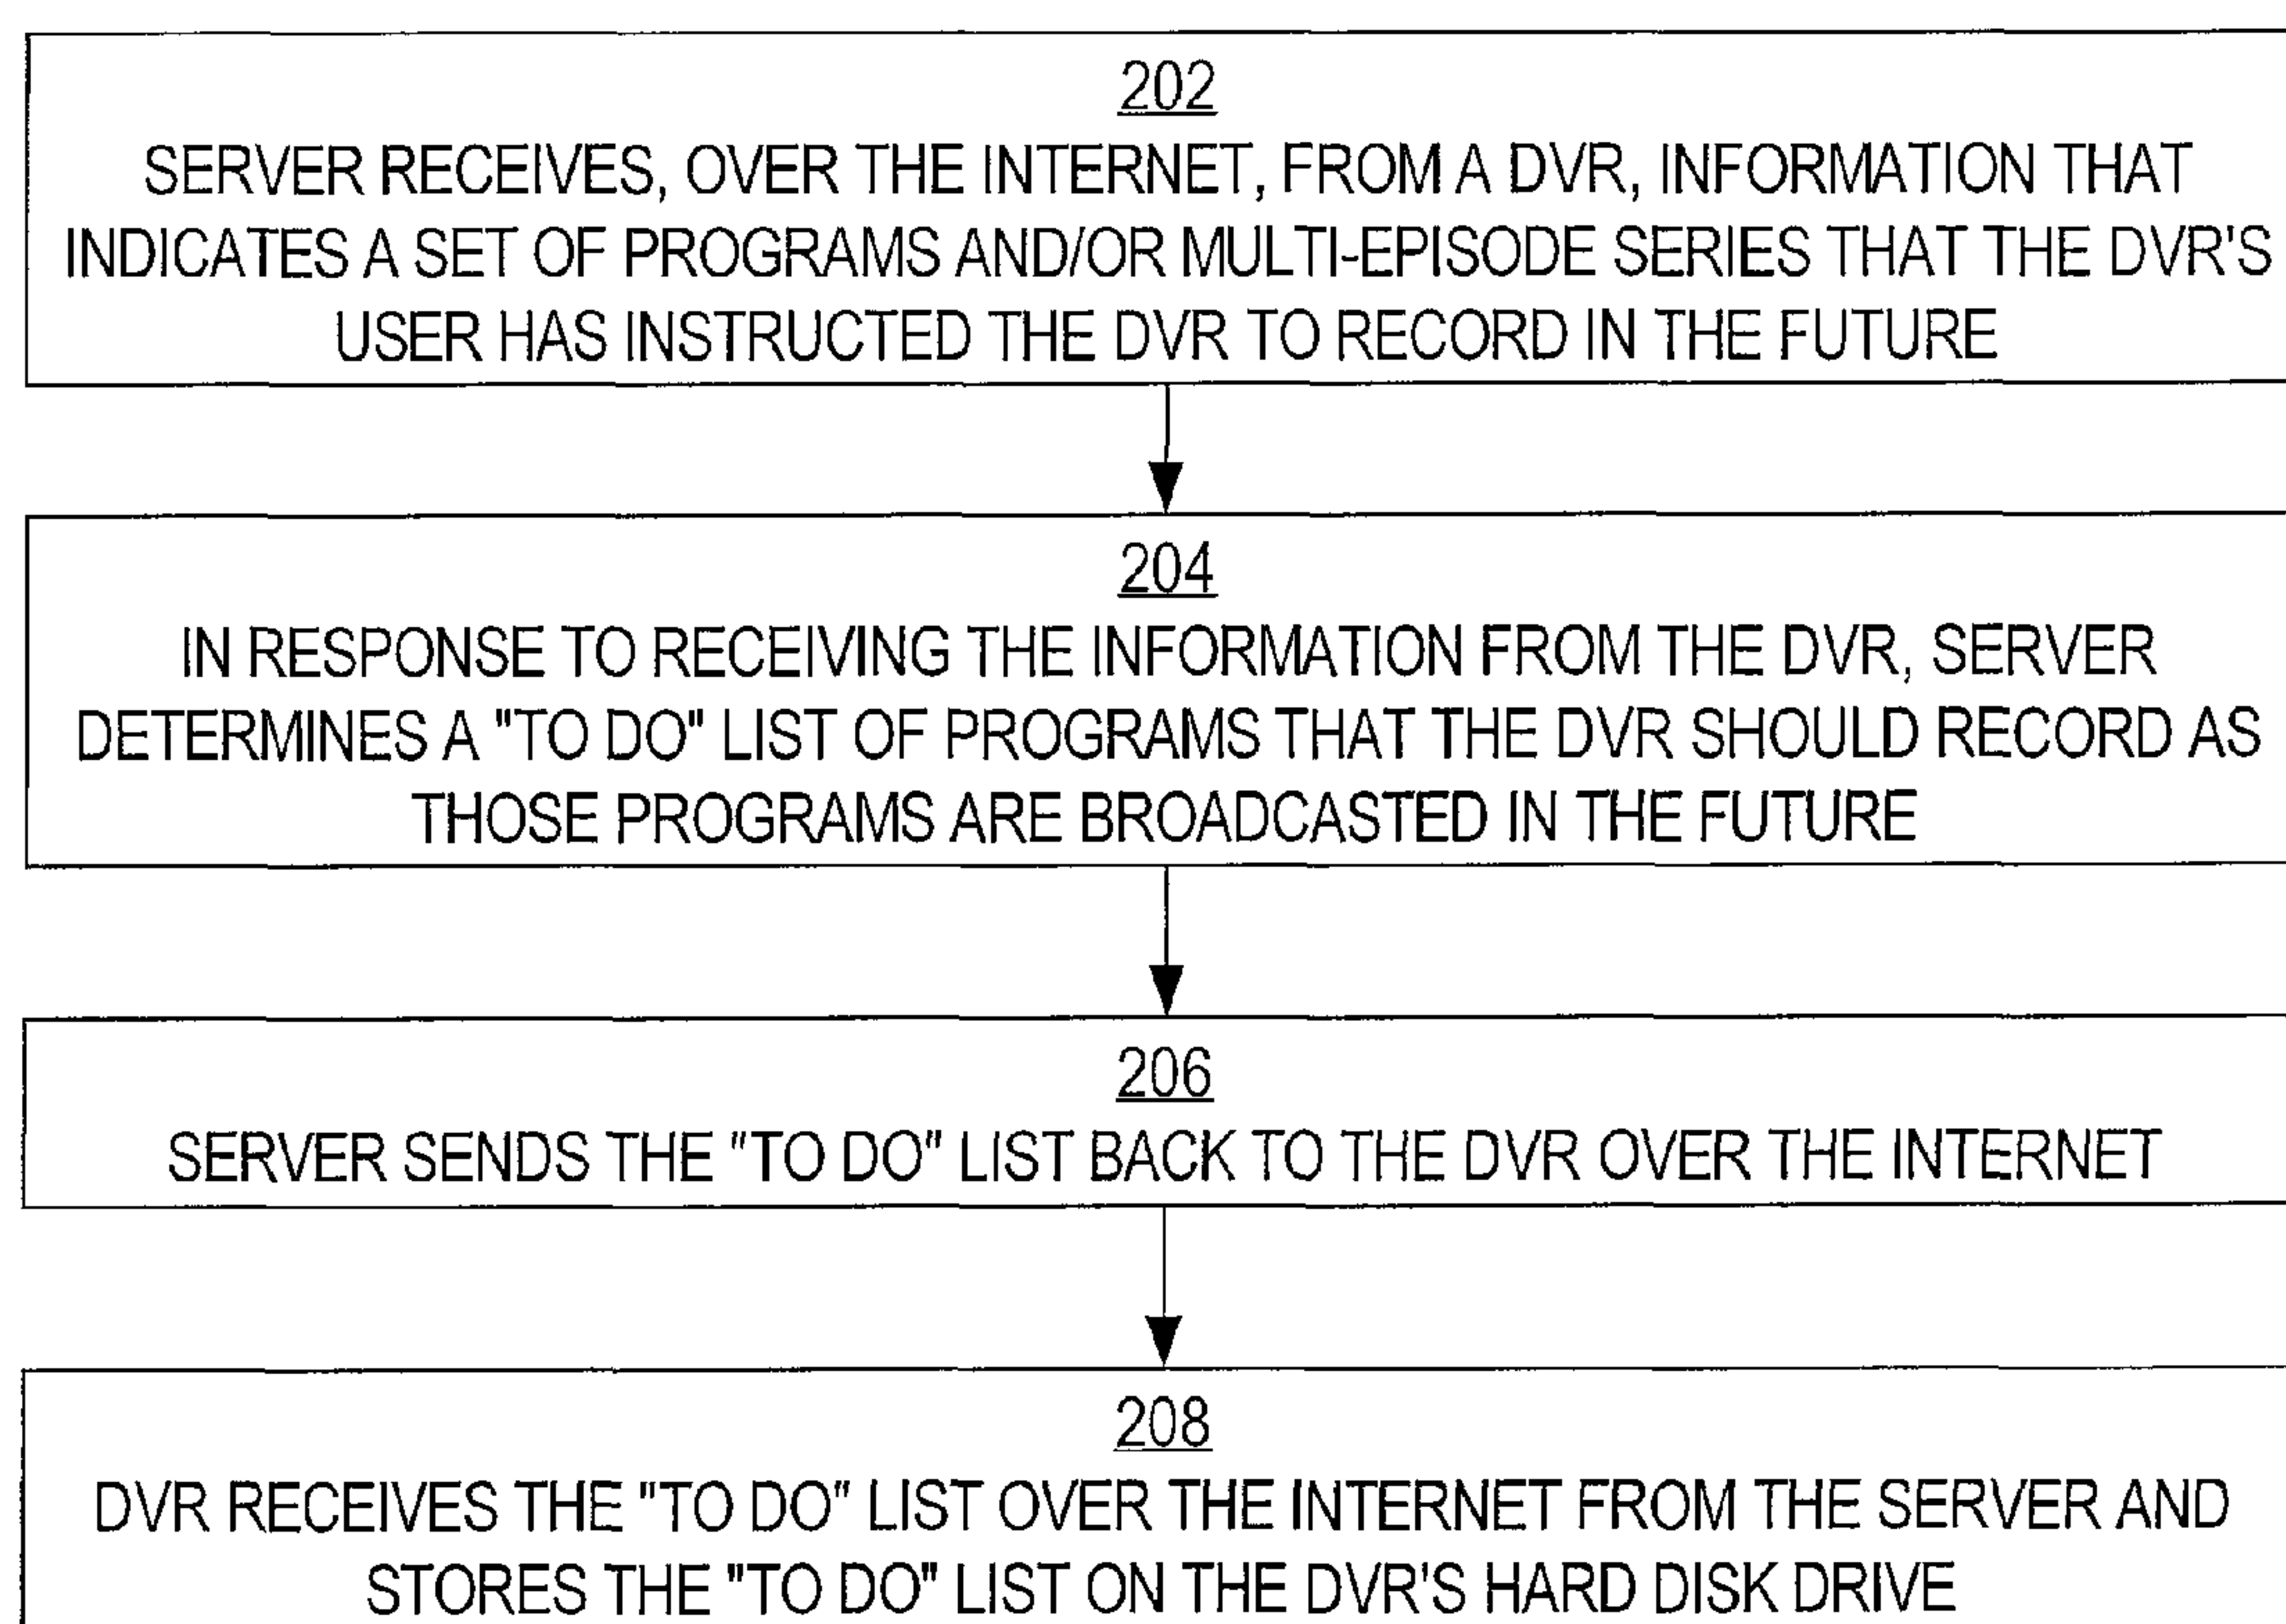 202
SERVER RECEIVES, OVER THE INTERNET, FROM A DVR, INFORMATION THAT
INDICATES A SET OF PROGRAMS AND/OR MULTI-EPISODE SERIES THAT THE DVR'S
USER HAS INSTRUCTED THE DVR TO RECORD IN THE FUTURE
204
IN RESPONSE TO RECEIVING THE INFORMATION FROM THE DVR, SERVER
DETERMINES A "TO DO" LIST OF PROGRAMS THAT THE DVR SHOULD RECORD AS
THOSE PROGRAMS ARE BROADCASTED IN THE FUTURE
206
SERVER SENDS THE "TO DO" LIST BACK TO THE DVR OVER THE INTERNET
208
DVR RECEIVES THE "TO DO" LIST OVER THE INTERNET FROM THE SERVER AND
STORES THE "TO DO" LIST ON THE DVR'S HARD DISK DRIVE